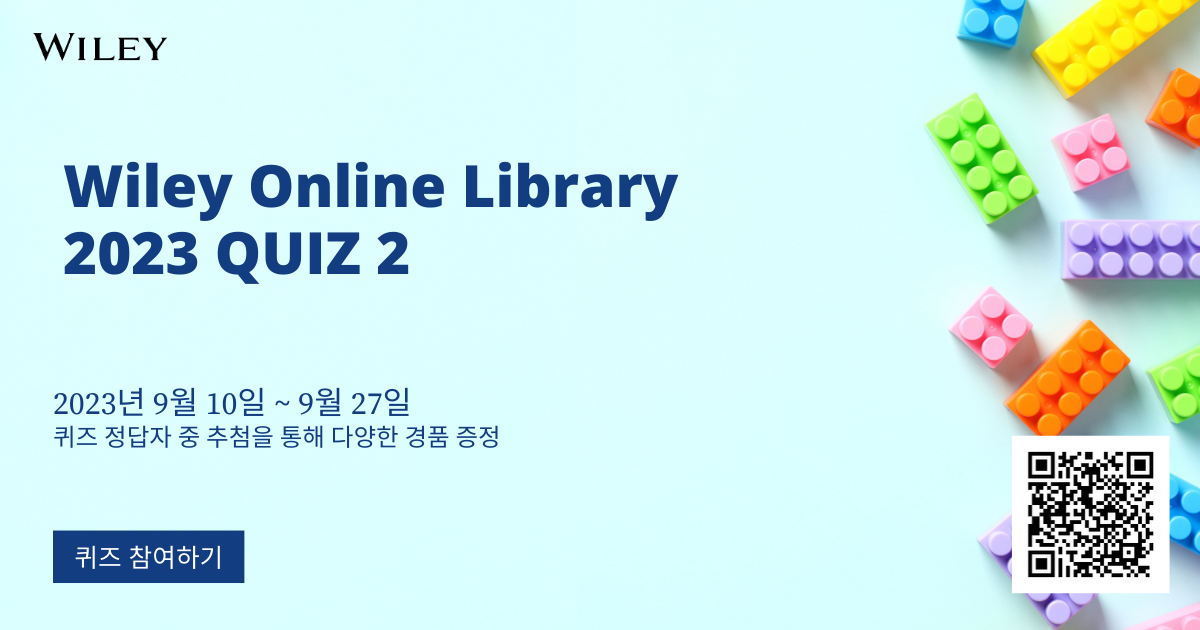 WILEY
Wiley Online Library
2023 QUIZ 2
2023년 9월 10일 ~ 9월 27일
퀴즈 정답자 중 추첨을 통해 다양한 경품 증정
퀴즈 참여하기